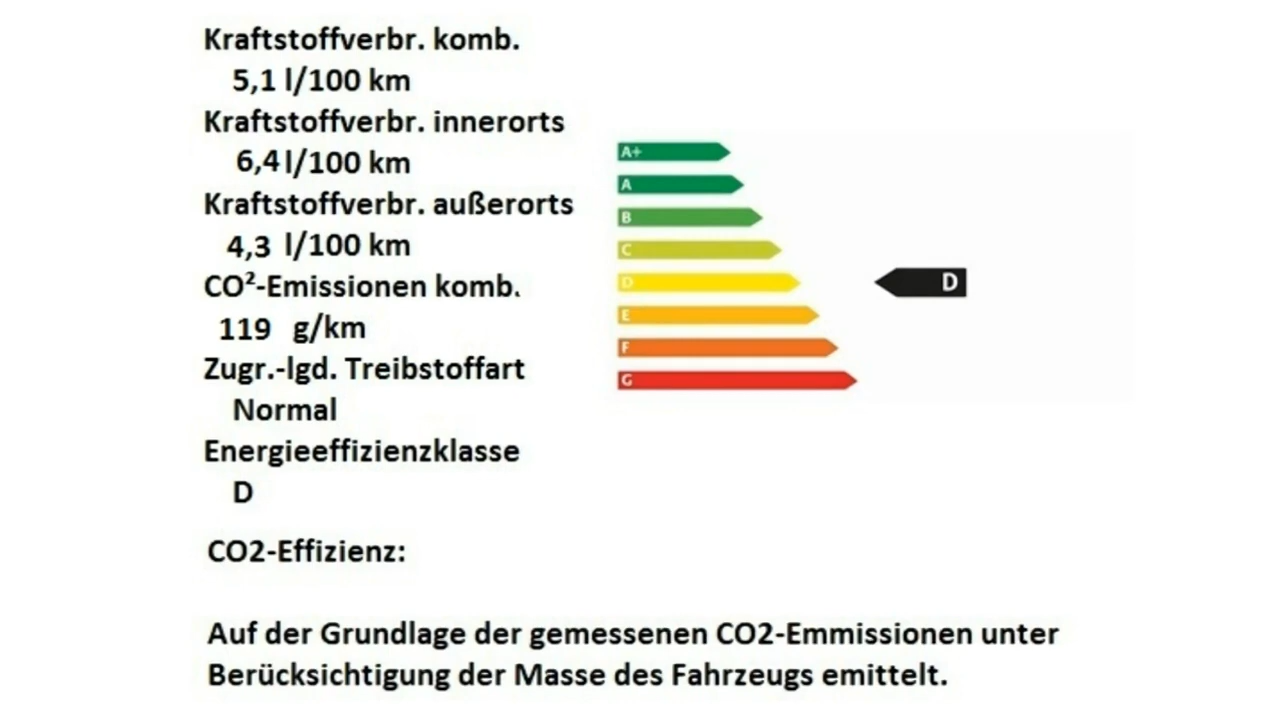 Kraftstoffverbr. komb.
5,1 l/100 km
Kraftstoffverbr. innerorts
6,4 l/100 km
Kraftstoffverbr. außerorts
4,3 l/100 km
CO²-Emissionen komb.
119 g/km
Zugr.-lgd. Treibstoffart
Normal
Energieeffizienzklasse
D
A+
A
B
C
D
D
E
F
G
CO2-Effizienz:
Auf der Grundlage der gemessenen CO2-Emmissionen unter
Berücksichtigung der Masse des Fahrzeugs emittelt.